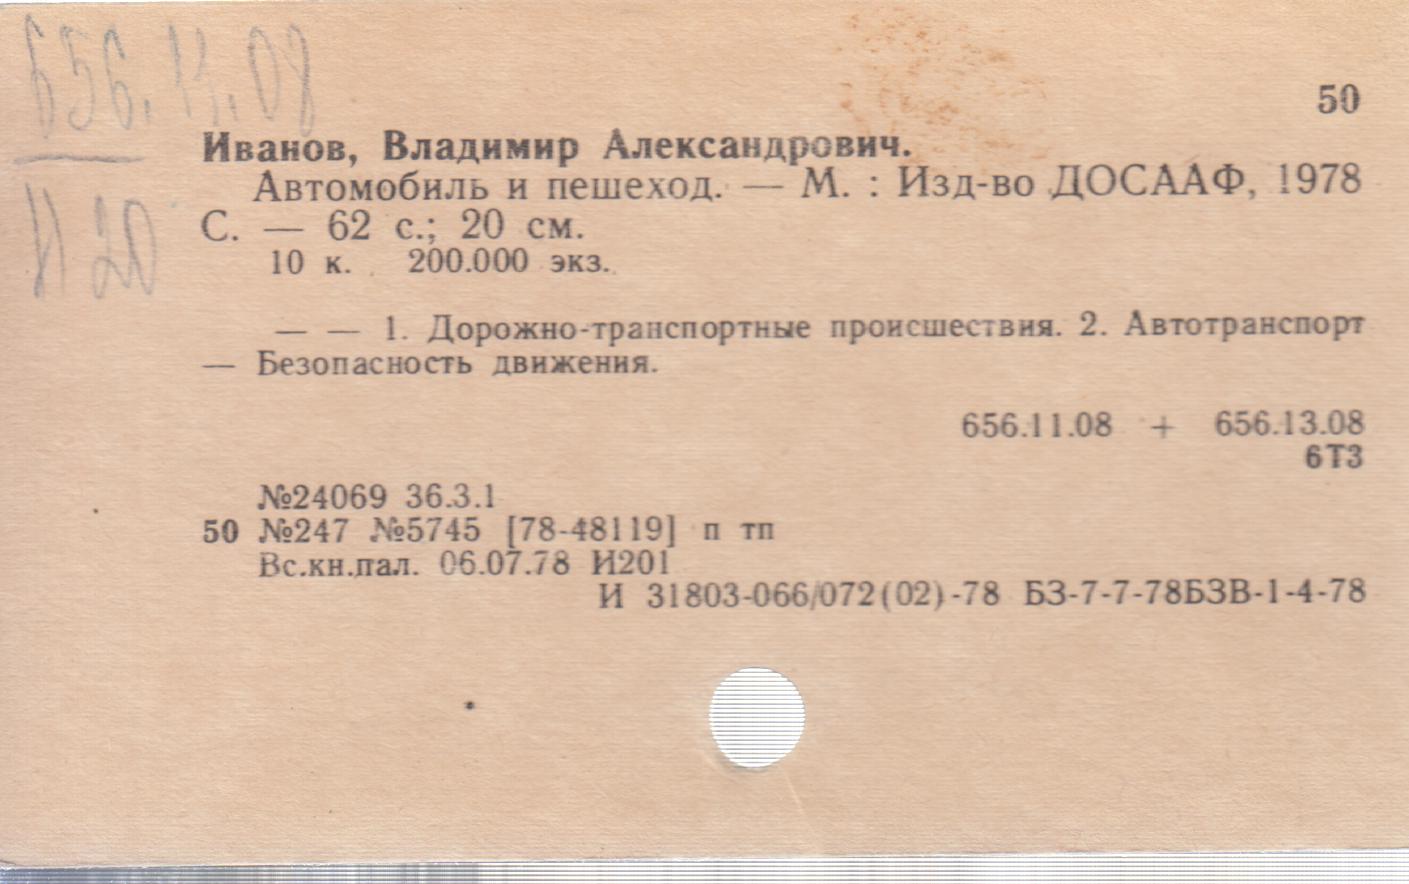 656.13.08
И 20
50
Иванов, Владимир Александрович.
Автомобиль и пешеход. — М. : Изд-во ДОСААФ, 1978
С. — 62 с.; 20 см.
10 к. 200.000 экз.
— — 1. Дорожно-транспортные происшествия. 2. Автотранспорт
— Безопасность движения.
656.11.08 + 656.13.08
6Т3
№24069 36.3.1
50 №247 №5745 [78-48119] п тп
Вс.кн.пал. 06.07.78 И201
И 31803-066/072(02)-78 БЗ-7-7-78БЗВ-1-4-78